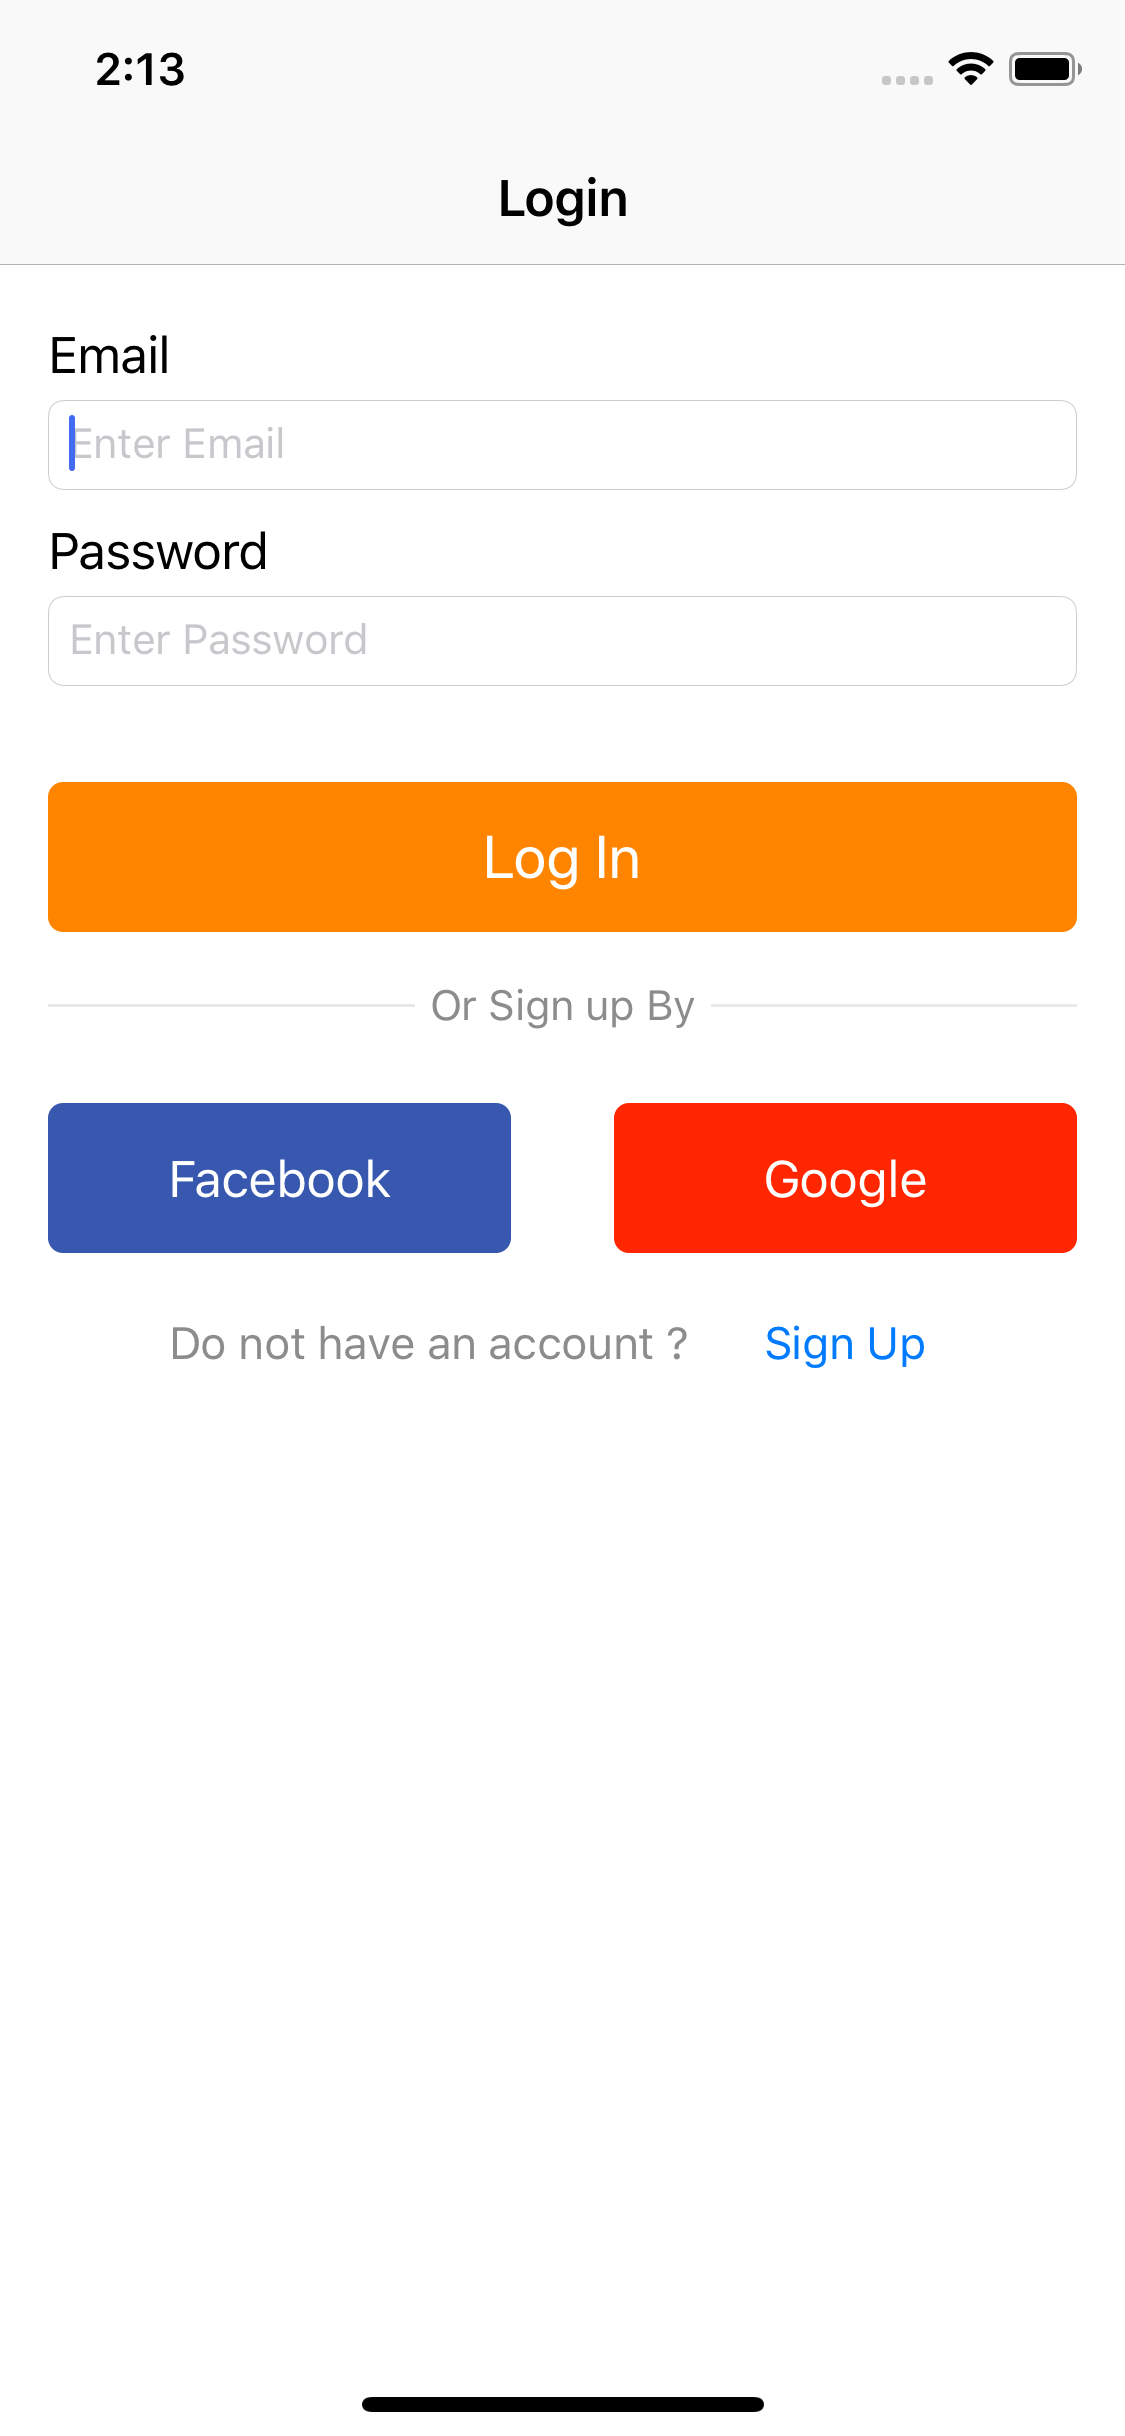 2:13
Login
Email
Enter Email
Password
Enter Password
Log In
Or Sign up By
Facebook Google
Do not have an account ? Sign Up